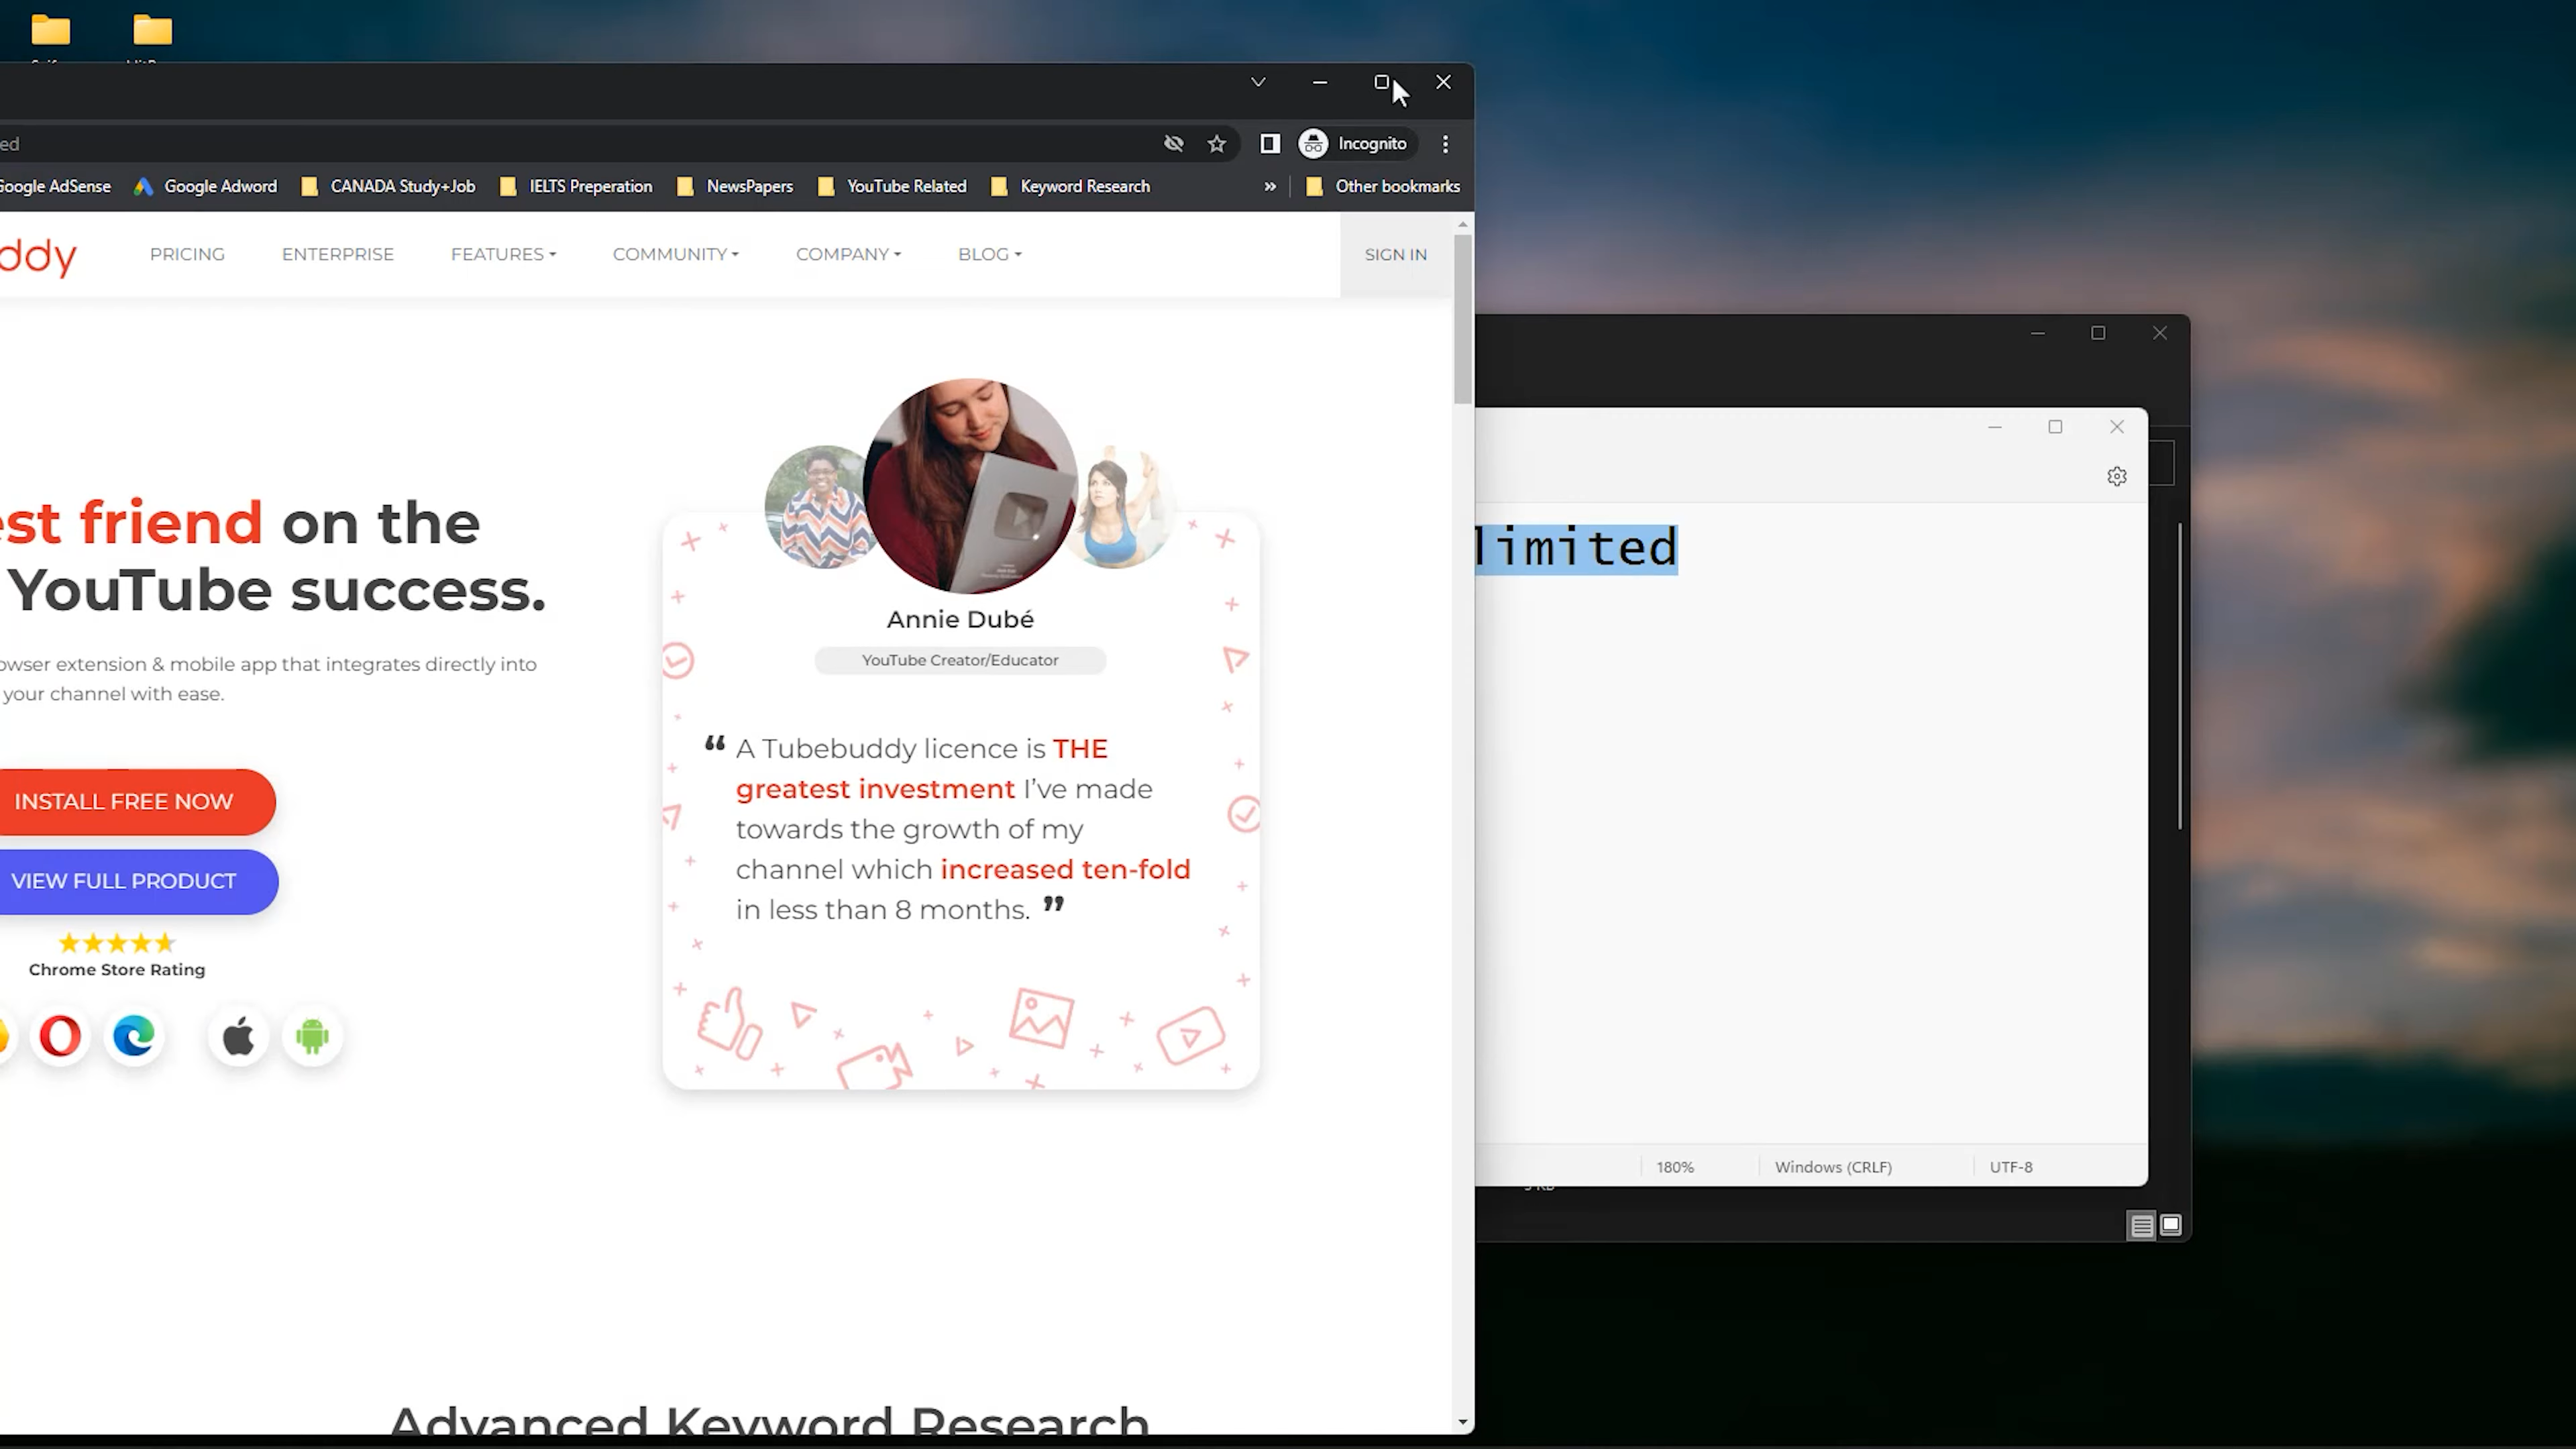 ed
Incognito
Google AdSense
Google Adword
CANADA Study+Job
IELTS Preperation
NewsPapers
YouTube Related
Keyword Research
»
Other bookmarks
ddy
PRICING
ENTERPRISE
FEATURES
COMMUNITY
COMPANY
BLOG
SIGN IN
est friend on the
YouTube success.
owser extension & mobile app that integrates directly into
your channel with ease.
INSTALL FREE NOW
VIEW FULL PRODUCT
Chrome Store Rating
Annie Dubé
YouTube Creator/Educator
“ A Tubebuddy licence is THE
greatest investment I’ve made
towards the growth of my
channel which increased ten-fold
in less than 8 months. ”
Advanced Keyword Research
limited
180%
Windows (CRLF)
UTF-8